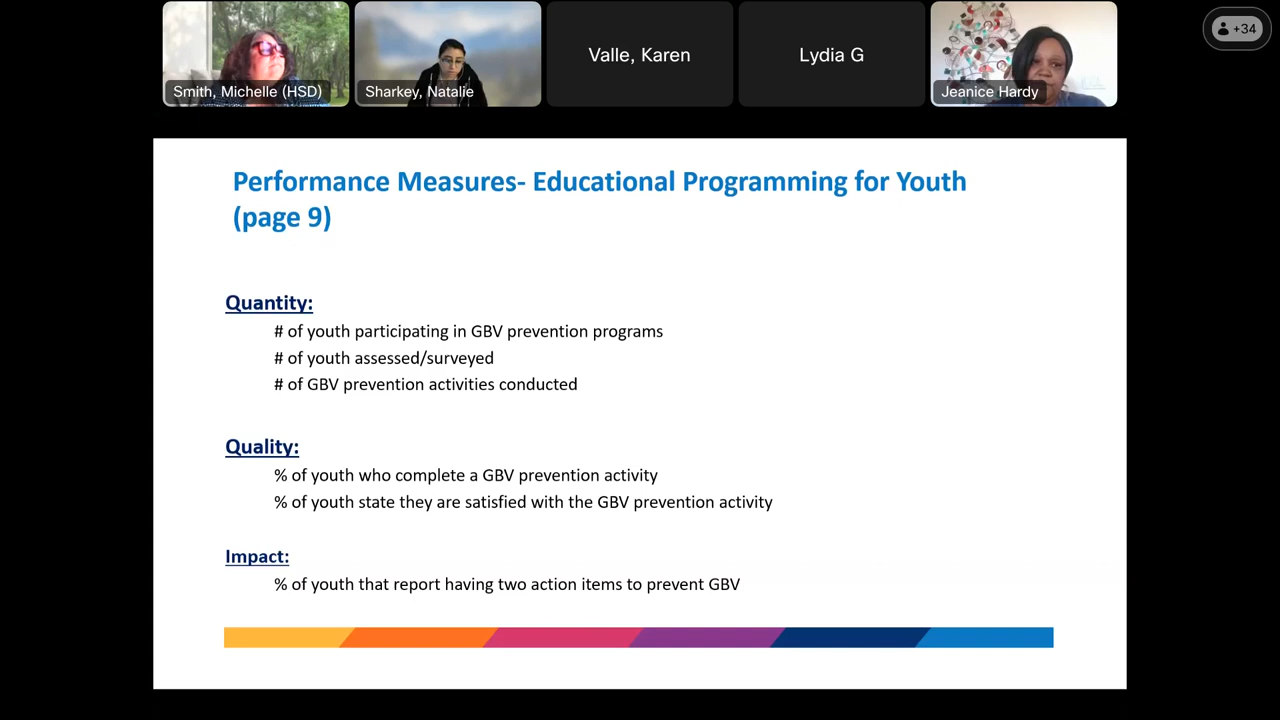 Smith, Michelle (HSD)
Sharkey, Natalie
Valle, Karen
Lydia G
Jeanice Hardy
+34
Performance Measures- Educational Programming for Youth
(page 9)
Quantity:
# of youth participating in GBV prevention programs
# of youth assessed/surveyed
# of GBV prevention activities conducted
Quality:
% of youth who complete a GBV prevention activity
% of youth state they are satisfied with the GBV prevention activity
Impact:
% of youth that report having two action items to prevent GBV